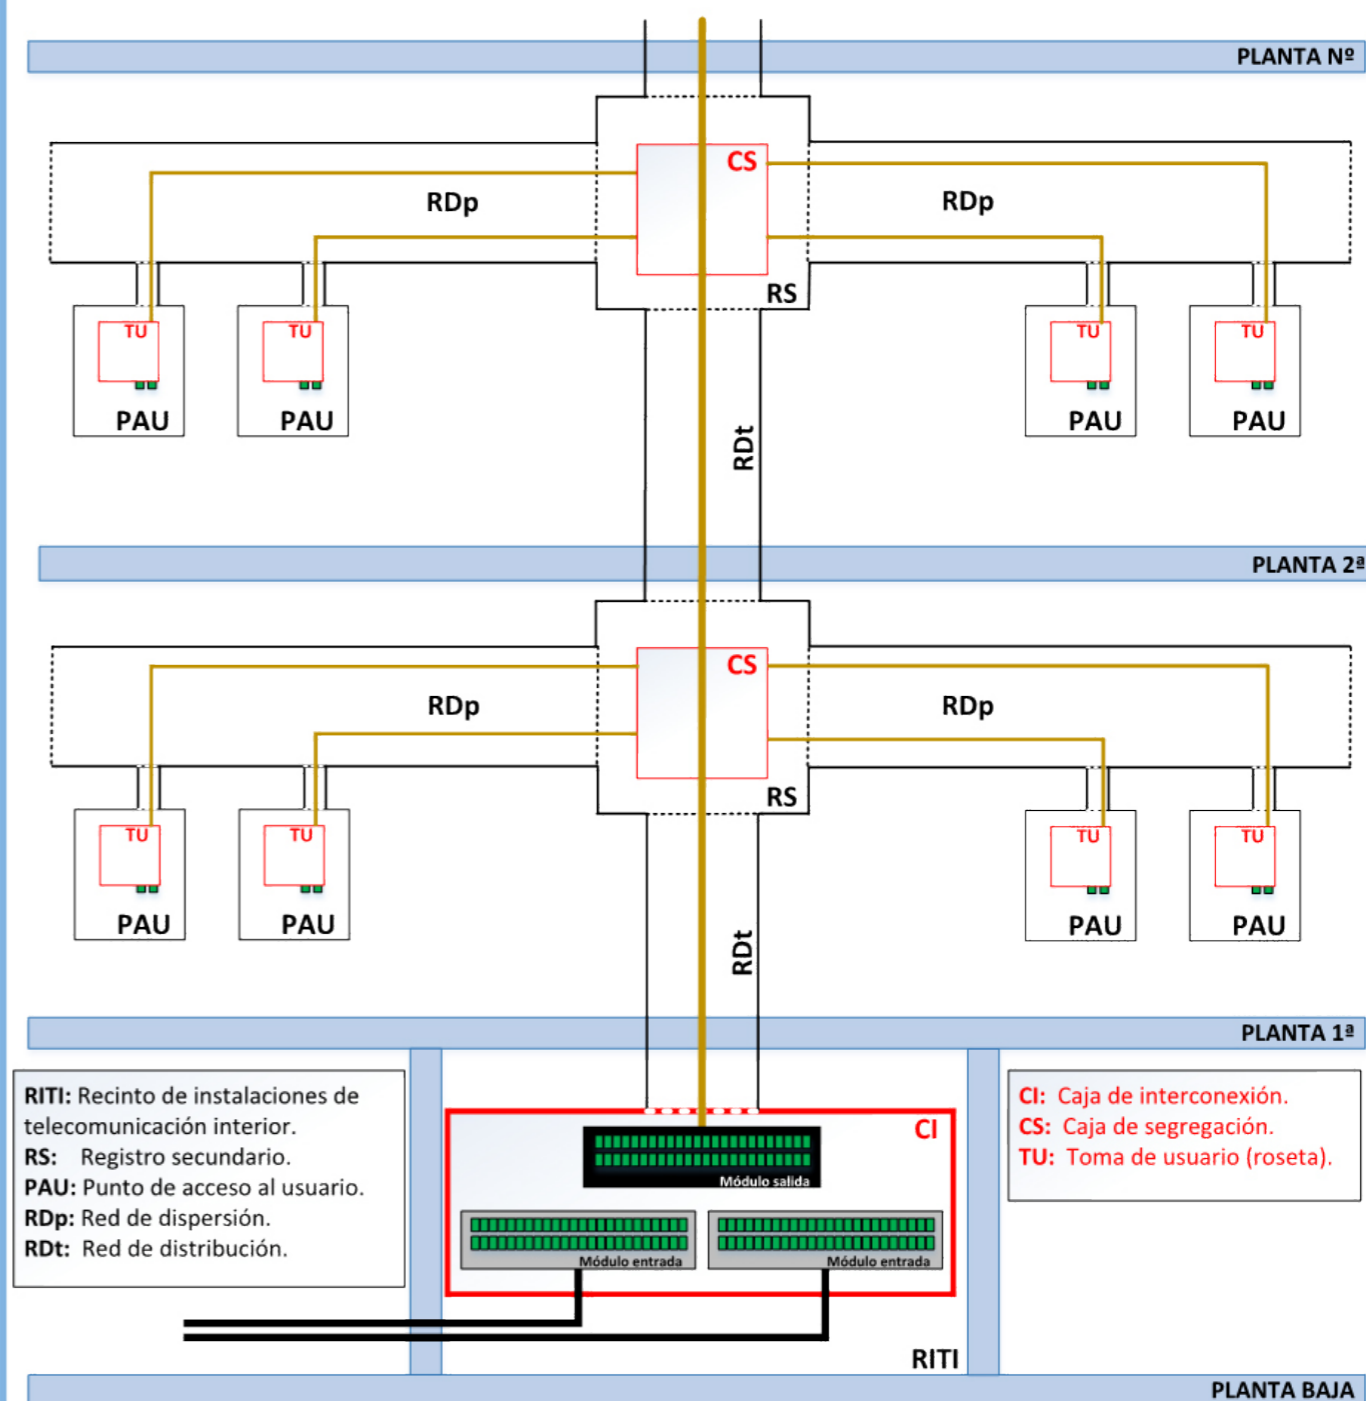 PLANTA Nº
CS
RDp
RDp
RS
TU
TU
TU
TU
PAU
PAU
PAU
PAU
RDt
PLANTA 2ª
CS
RDp
RDp
RS
TU
TU
TU
TU
PAU
PAU
PAU
PAU
RDt
PLANTA 1ª
RITI: Recinto de instalaciones de
telecomunicación interior.
RS: Registro secundario.
PAU: Punto de acceso al usuario.
RDp: Red de dispersión.
RDt: Red de distribución.
CI
Módulo salida
Módulo entrada
Módulo entrada
CI: Caja de interconexión.
CS: Caja de segregación.
TU: Toma de usuario (roseta).
RITI
PLANTA BAJA